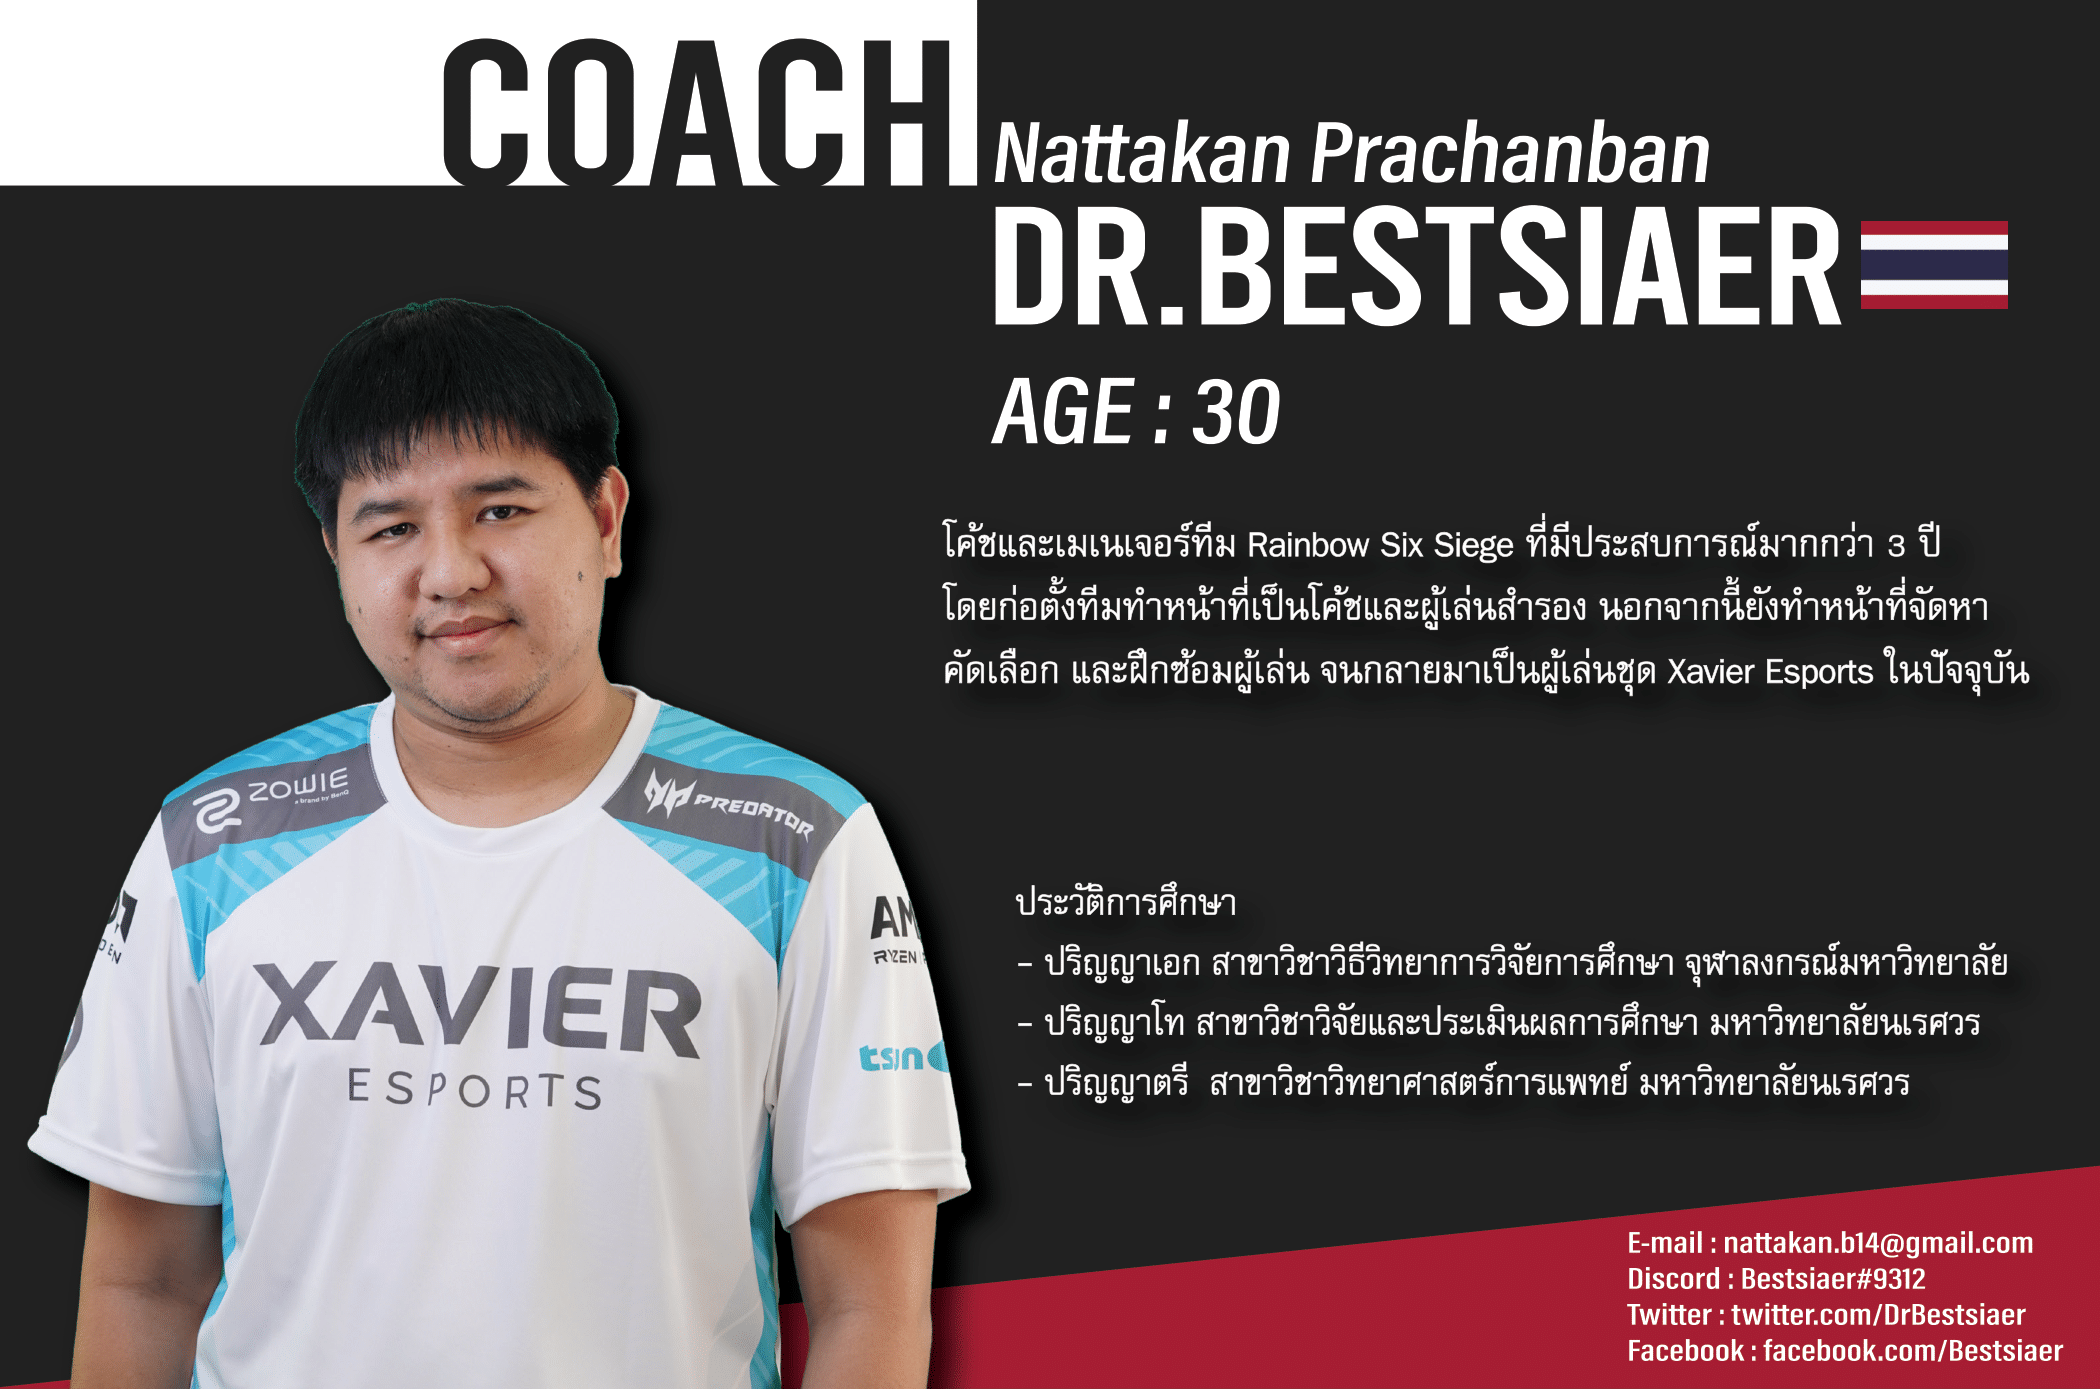 COACH
Nattakan Prachanban
DR.BESTSIAER
AGE : 30
โค้ชและเมเนเจอร์ทีม Rainbow Six Siege ที่มีประสบการณ์มากกว่า 3 ปี
โดยก่อตั้งทีมทำหน้าที่เป็นโค้ชและผู้เล่นสำรอง นอกจากนี้ยังทำหน้าที่จัดหา
คัดเลือก และฝึกซ้อมผู้เล่น จนกลายมาเป็นผู้เล่นชุด Xavier Esports ในปัจจุบัน
ZOWIE
a brand by BenQ
PREDATOR
AM
RYZEN
XAVIER
ESPORTS
ประวัติการศึกษา
- ปริญญาเอก สาขาวิชาวิธีวิทยาการวิจัยการศึกษา จุฬาลงกรณ์มหาวิทยาลัย
- ปริญญาโท สาขาวิชาวิจัยและประเมินผลการศึกษา มหาวิทยาลัยนเรศวร
- ปริญญาตรี  สาขาวิชาวิทยาศาสตร์การแพทย์ มหาวิทยาลัยนเรศวร
E-mail : nattakan.b14@gmail.com
Discord : Bestsiaer#9312
Twitter : twitter.com/DrBestsiaer
Facebook : facebook.com/Bestsiaer